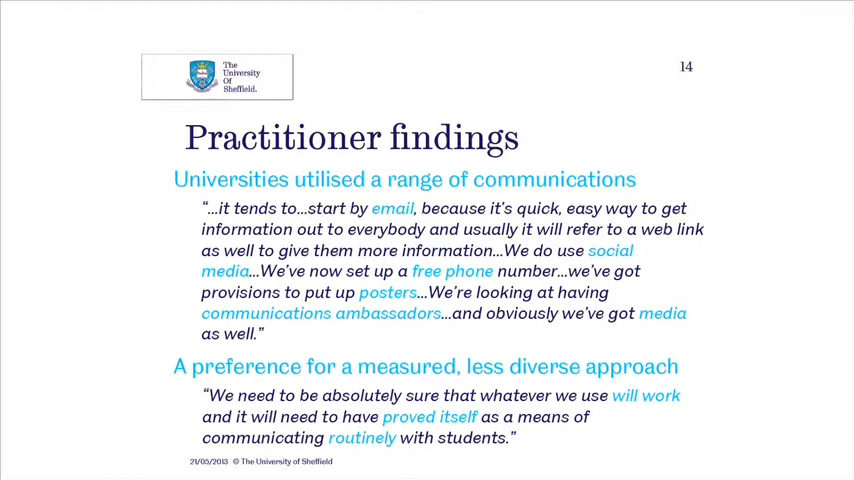 The
University
Of
Sheffield.
14
Practitioner findings
Universities utilised a range of communications
“…it tends to…start by email, because it’s quick, easy way to get
information out to everybody and usually it will refer to a web link
as well to give them more information…We do use social
media…We’ve now set up a free phone number…we’ve got
provisions to put up posters…We’re looking at having
communications ambassadors…and obviously we’ve got media
as well.”
A preference for a measured, less diverse approach
“We need to be absolutely sure that whatever we use will work
and it will need to have proved itself as a means of
communicating routinely with students.”
21/05/2013 © The University of Sheffield